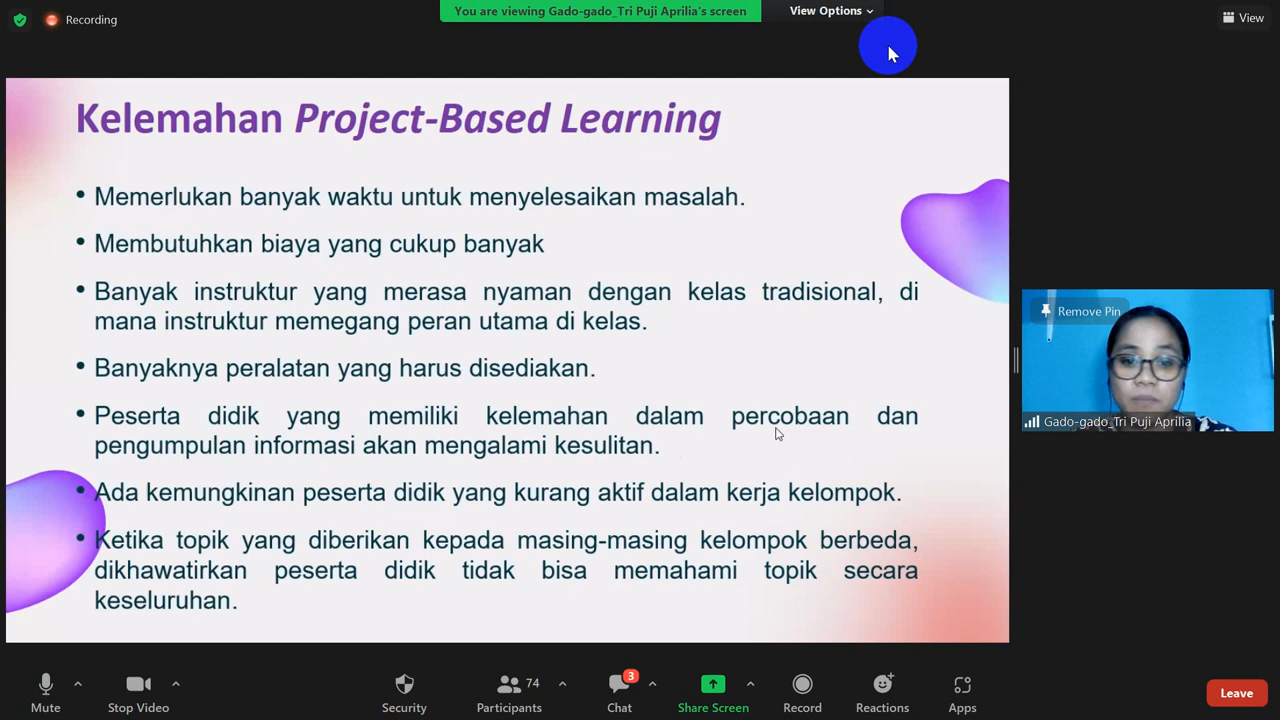 Recording
You are viewing Gado-gado_Tri Puji Aprilia's screen
View Options
View
Kelemahan Project-Based Learning
• Memerlukan banyak waktu untuk menyelesaikan masalah.
• Membutuhkan biaya yang cukup banyak
• Banyak instruktur yang merasa nyaman dengan kelas tradisional, di
mana instruktur memegang peran utama di kelas.
• Banyaknya peralatan yang harus disediakan.
• Peserta didik yang memiliki kelemahan dalam percobaan dan
pengumpulan informasi akan mengalami kesulitan.
• Ada kemungkinan peserta didik yang kurang aktif dalam kerja kelompok.
• Ketika topik yang diberikan kepada masing-masing kelompok berbeda,
dikhawatirkan peserta didik tidak bisa memahami topik secara
keseluruhan.
Remove Pin
Gado-gado_Tri Puji Aprilia
Mute
Stop Video
Security
74
Participants
3
Chat
Share Screen
Record
Reactions
Apps
Leave